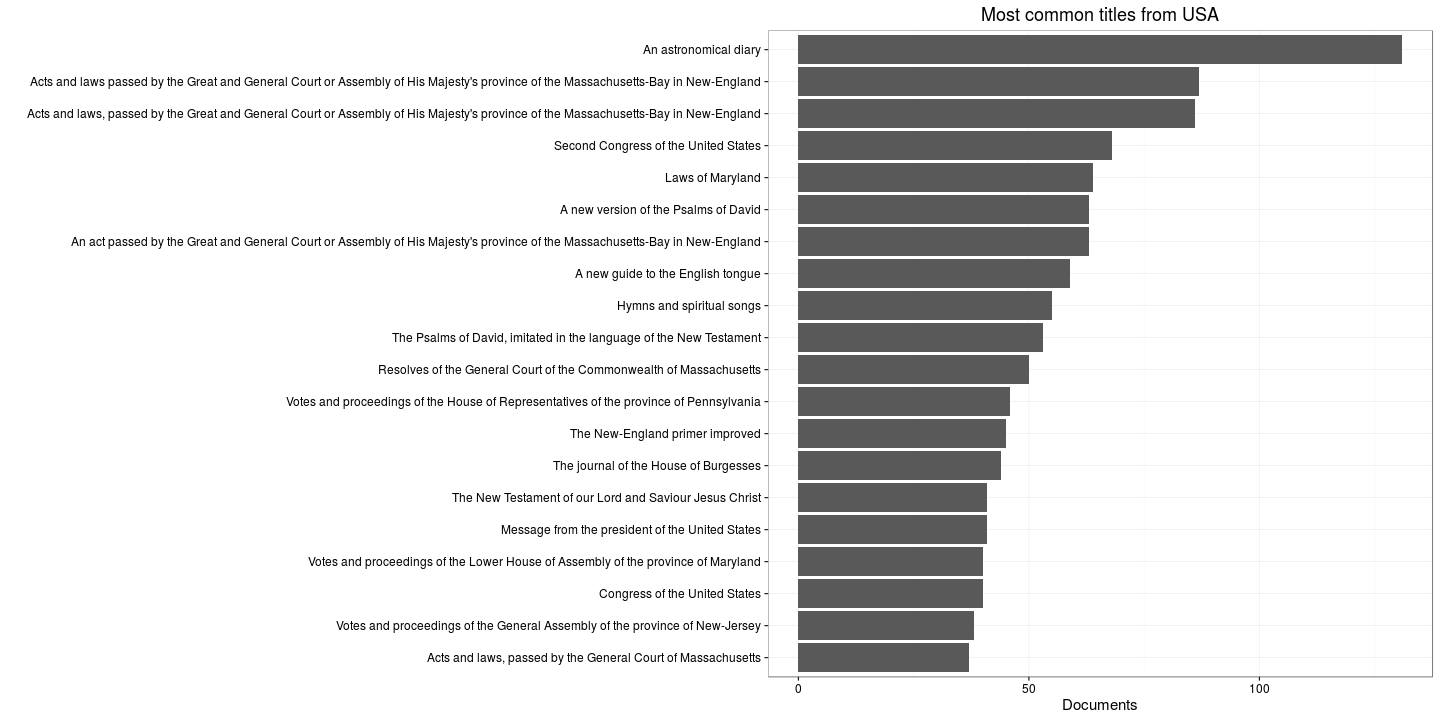 Most common titles from USA
An astronomical diary
Acts and laws passed by the Great and General Court or Assembly of His Majesty's province of the Massachusetts-Bay in New-England
Acts and laws, passed by the Great and General Court or Assembly of His Majesty's province of the Massachusetts-Bay in New-England
Second Congress of the United States
Laws of Maryland
A new version of the Psalms of David
An act passed by the Great and General Court or Assembly of His Majesty's province of the Massachusetts-Bay in New-England
A new guide to the English tongue
Hymns and spiritual songs
The Psalms of David, imitated in the language of the New Testament
Resolves of the General Court of the Commonwealth of Massachusetts
Votes and proceedings of the House of Representatives of the province of Pennsylvania
The New-England primer improved
The journal of the House of Burgesses
The New Testament of our Lord and Saviour Jesus Christ
Message from the president of the United States
Votes and proceedings of the Lower House of Assembly of the province of Maryland
Congress of the United States
Votes and proceedings of the General Assembly of the province of New-Jersey
Acts and laws, passed by the General Court of Massachusetts
0 50 100
Documents